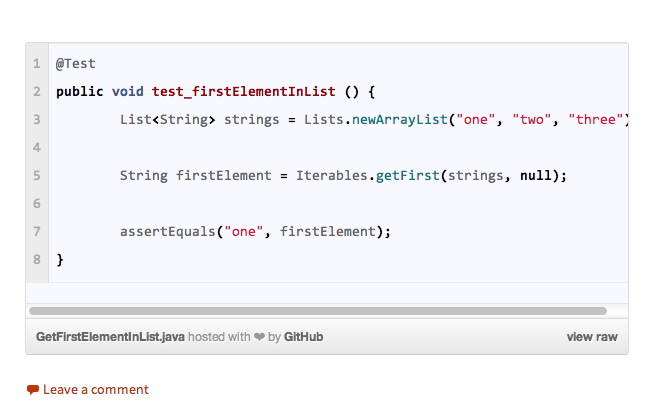 1 @Test
2 public void test_firstElementInList () {
3         List<String> strings = Lists.newArrayList("one", "two", "three")
4
5         String firstElement = Iterables.getFirst(strings, null);
6
7         assertEquals("one", firstElement);
8 }
GetFirstElementInList.java hosted with ❤ by GitHub view raw
Leave a comment